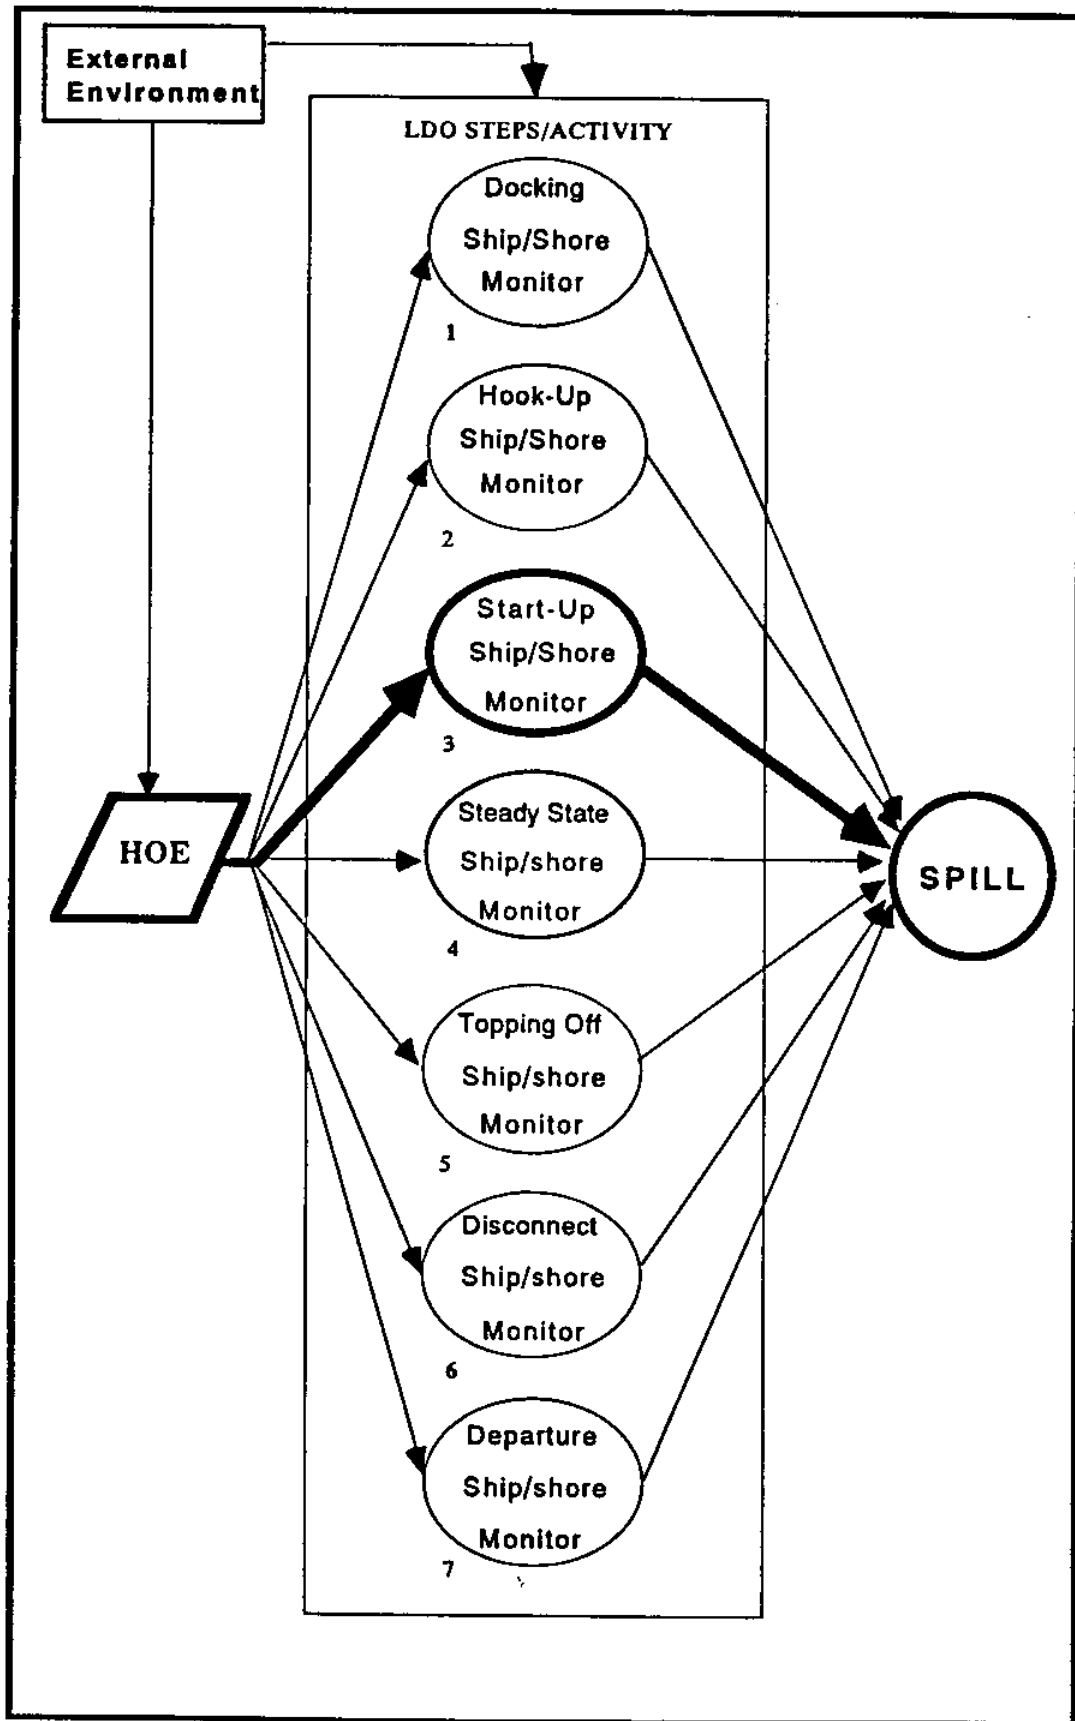 External
Environment
LDO STEPS/ACTIVITY
Docking
Ship/Shore
Monitor
1
Hook-Up
Ship/Shore
Monitor
2
Start-Up
Ship/Shore
Monitor
3
HOE
Steady State
Ship/shore
Monitor
4
SPILL
Topping Off
Ship/shore
Monitor
5
Disconnect
Ship/shore
Monitor
6
Departure
Ship/shore
Monitor
7